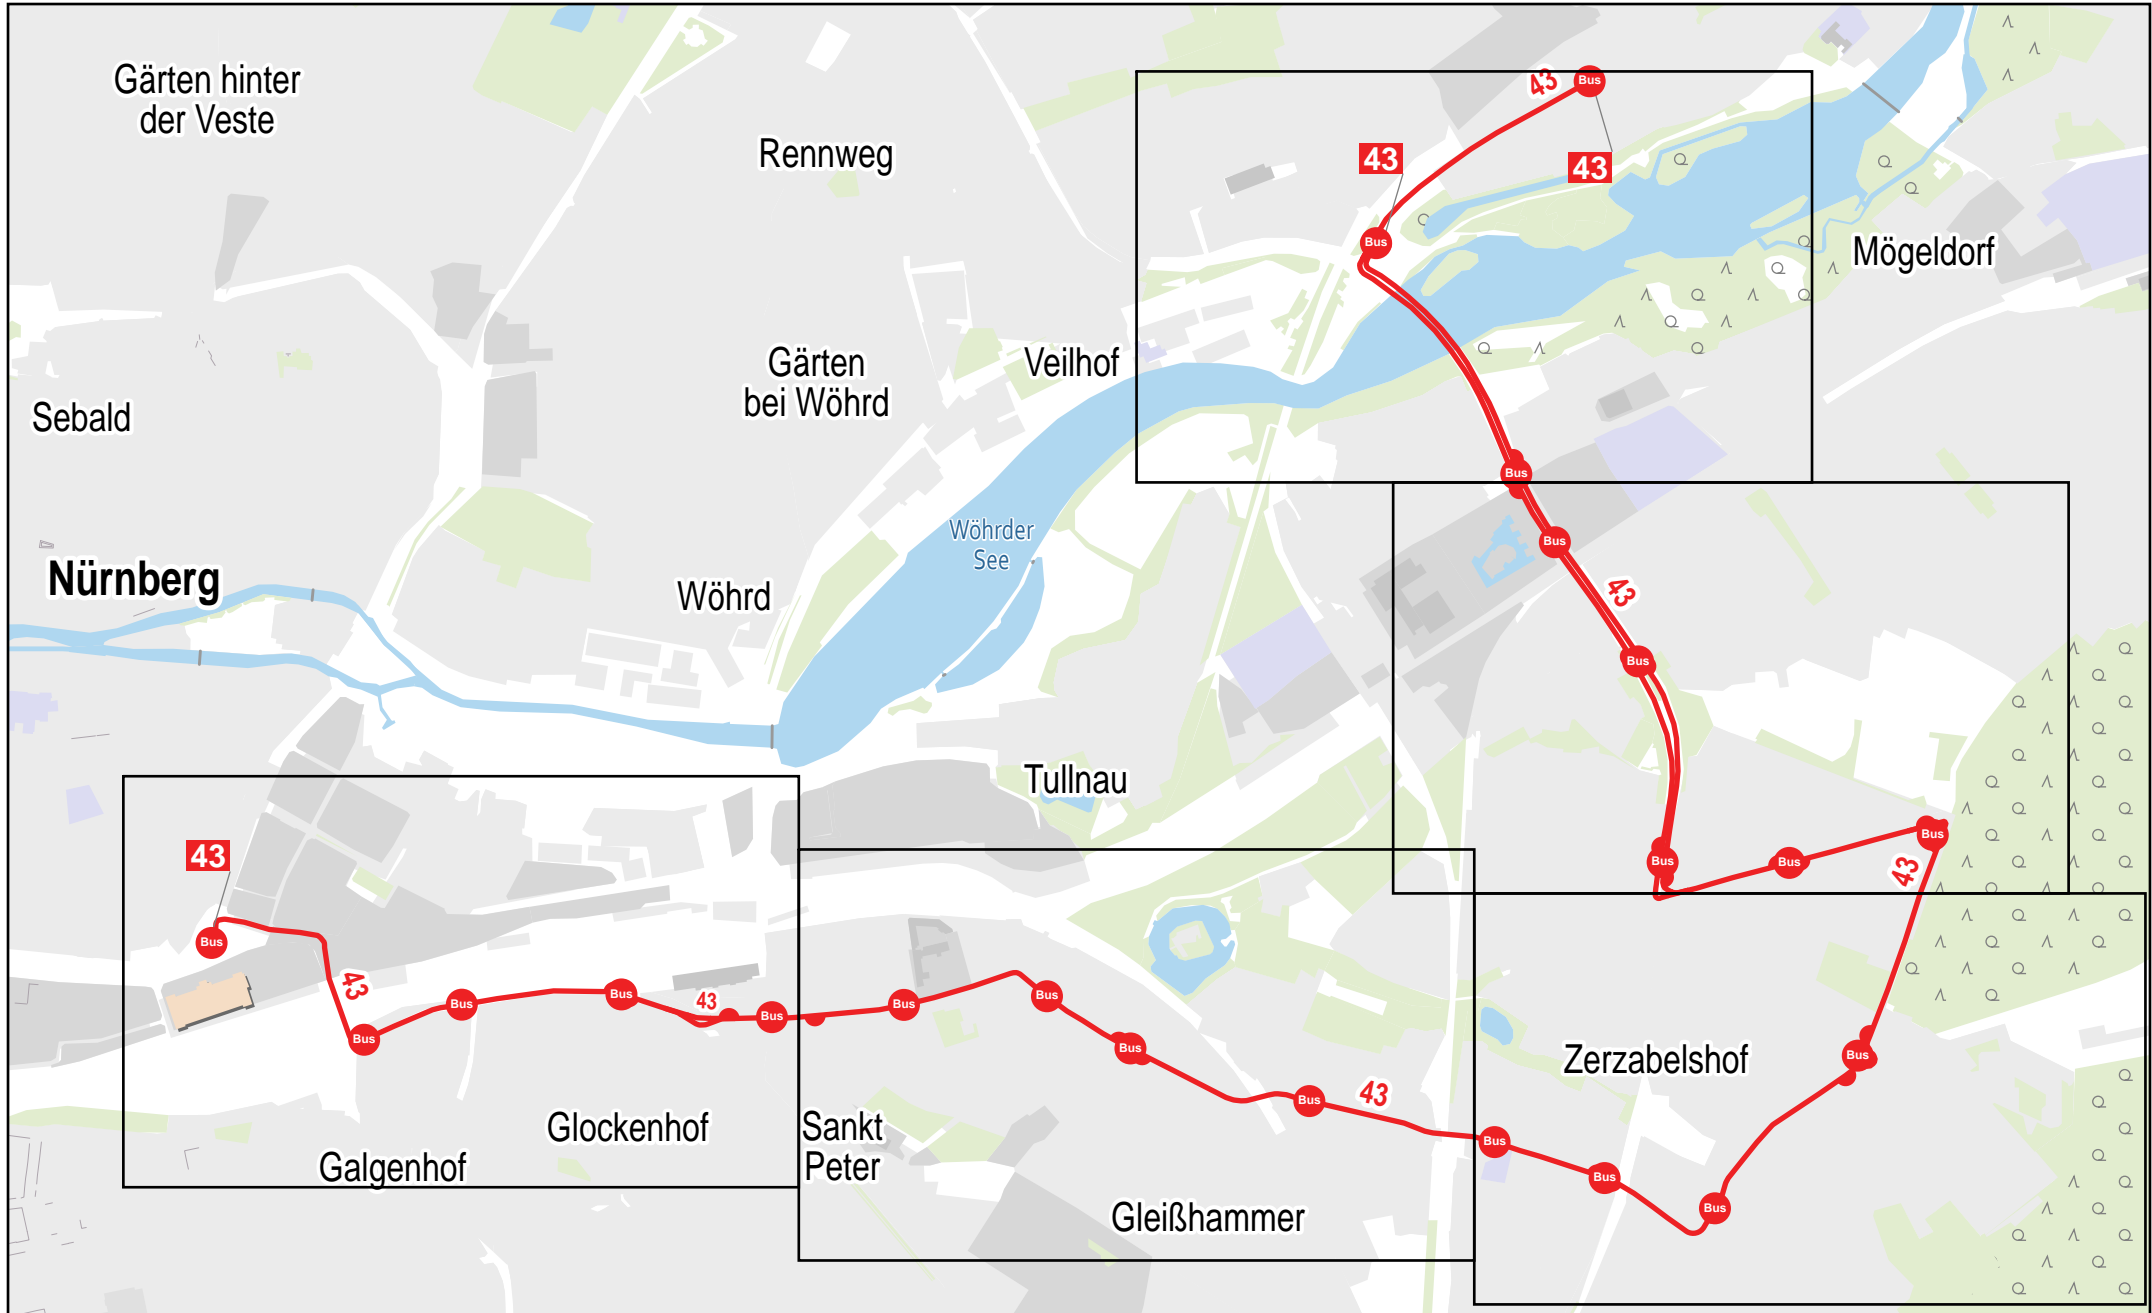 Gärten hinter
der Veste
43
Bus
Rennweg
43
43
Bus
Mögeldorf
Gärten
bei Wöhrd
Veilhof
Sebald
Bus
Wöhrder
See
Bus
Nürnberg
Wöhrd
43
Bus
Tullnau
Bus
43
Bus
Bus
43
Bus
43
Bus
Bus
Bus
43
Bus
Bus
Bus
Bus
Bus
43
Zerzabelshof
Bus
Glockenhof
Sankt
Peter
Bus
Galgenhof
Bus
Gleißhammer
Bus